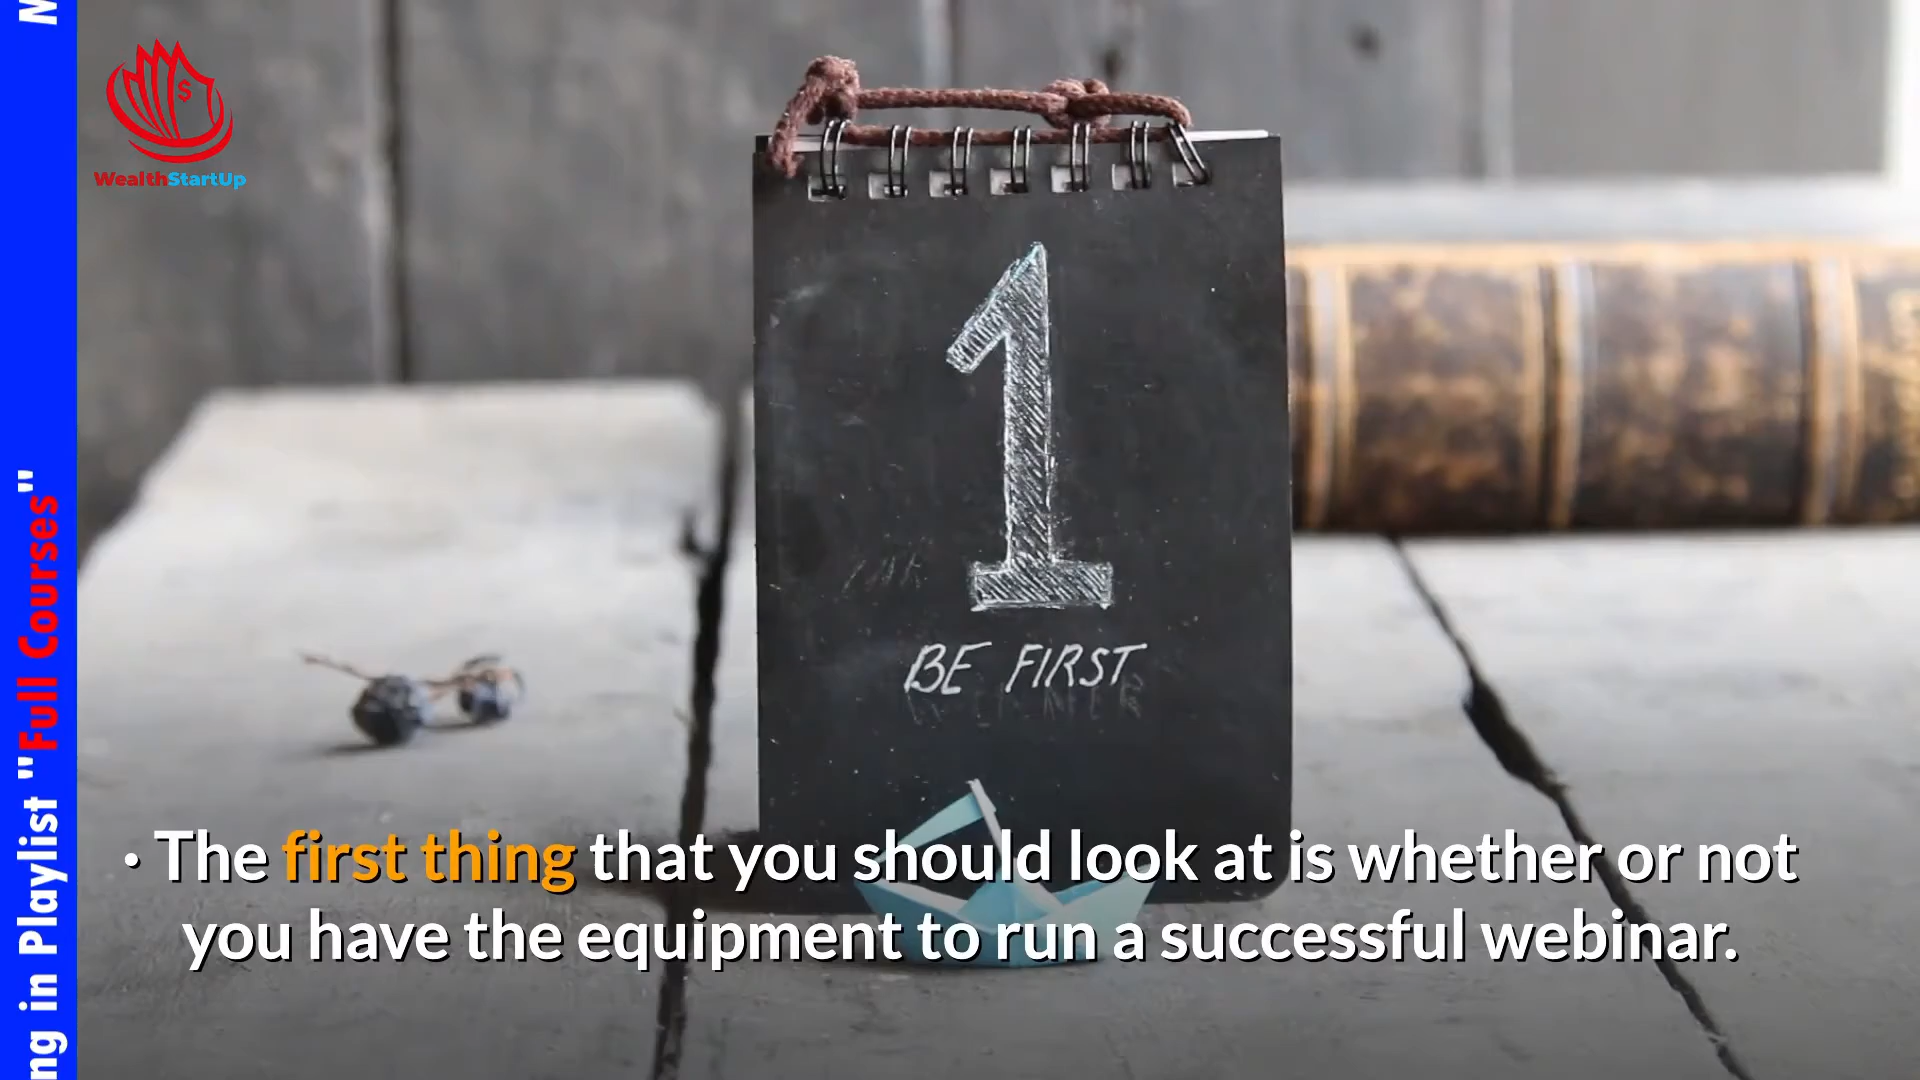 WealthStartUp
$
1
BE FIRST
• The first thing that you should look at is whether or not
you have the equipment to run a successful webinar.
ng in Playlist "Full Courses"
N